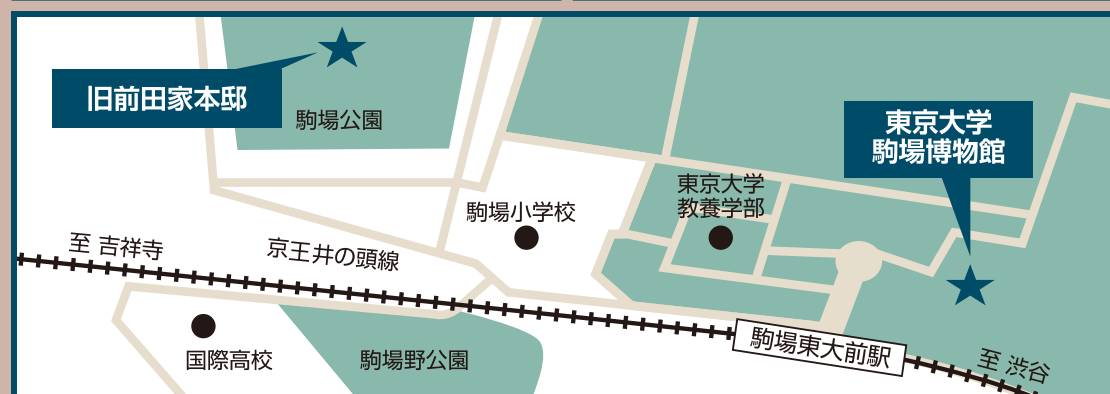 旧前田家本邸
駒場公園
東京大学
駒場博物館
東京大学
教養学部
駒場小学校
至 吉祥寺
京王井の頭線
国際高校
駒場野公園
駒場東大前駅
至 渋谷